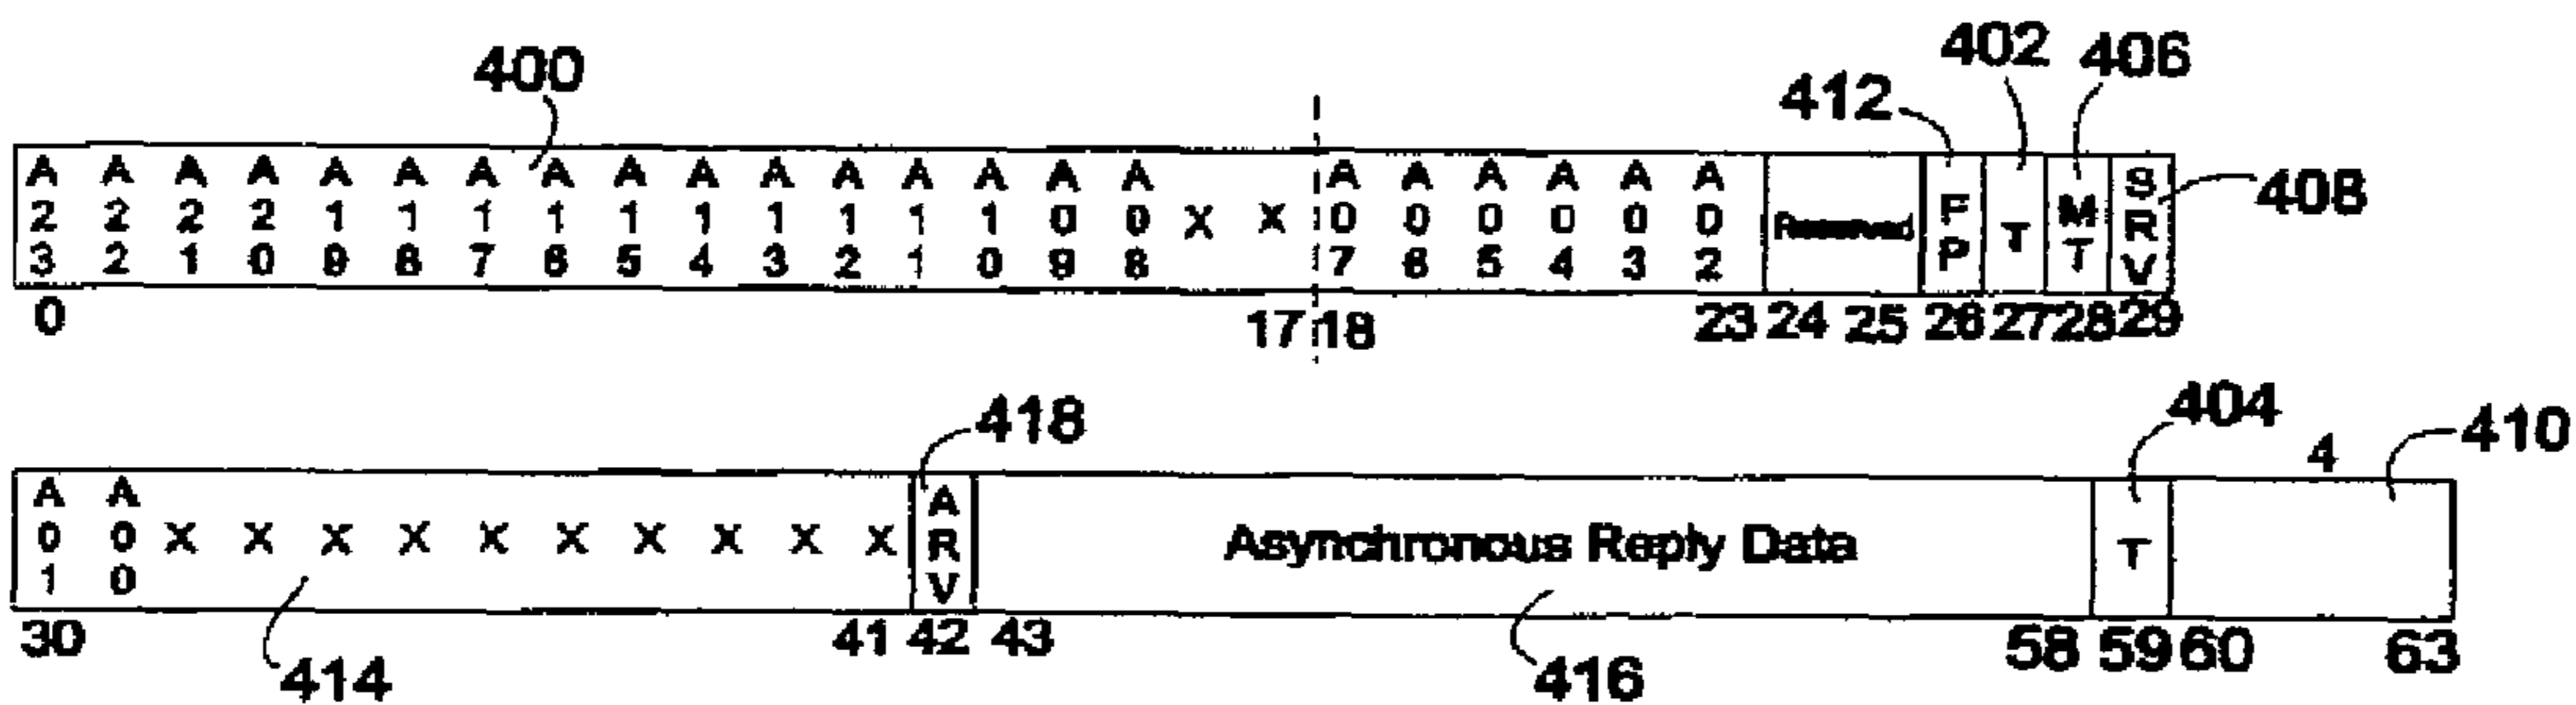 400
402 406
412
A23 A22 A21 A20 A19 A18 A17 A16 A15 A14 A13 A12 A11 A10 A09 A08 X X A07 A06 A05 A04 A03 A02 Reserved FP T MT SRV
408
0 17 18 23 24 25 26 27 28 29
418
404
410
4
A01 A00 X X X X X X X X X X ARV Asynchronous Reply Data T
30 41 42 43 58 59 60 63
414
416